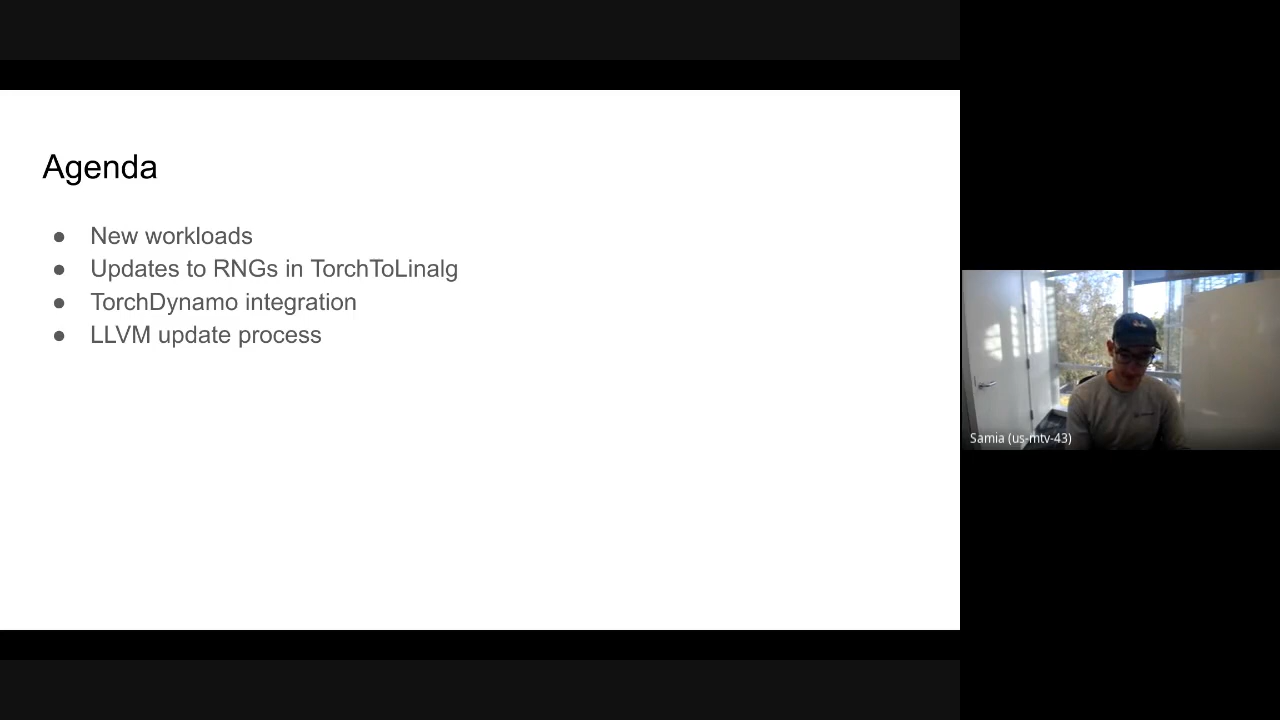 Agenda
● New workloads
● Updates to RNGs in TorchToLinalg
● TorchDynamo integration
● LLVM update process
Samia (us-mtv-43)